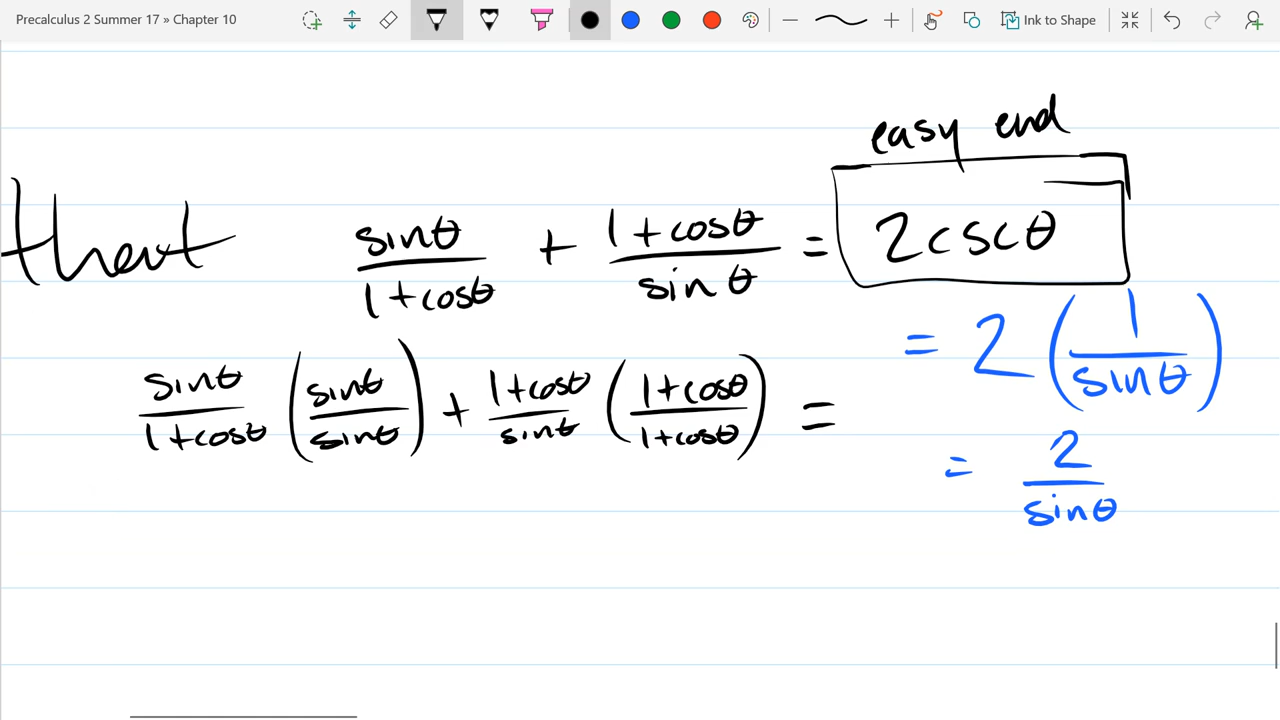 Precalculus 2 Summer 17 » Chapter 10
Ink to Shape
easy end
that sinθ/(1+cosθ) + (1+cosθ)/sinθ = 2cscθ
= 2(1/sinθ)
sinθ/(1+cosθ) (sinθ/sinθ) + (1+cosθ)/sinθ ((1+cosθ)/(1+cosθ)) =
= 2/sinθ